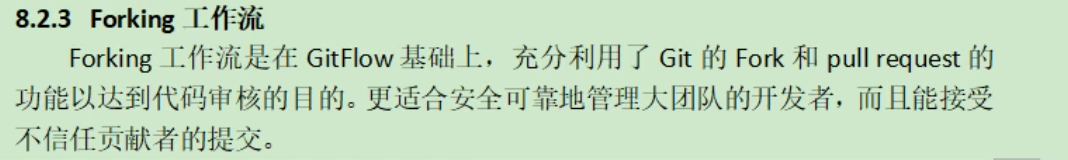 8.2.3 Forking 工作流
Forking 工作流是在 GitFlow 基础上，充分利用了 Git 的 Fork 和 pull request 的
功能以达到代码审核的目的。更适合安全可靠地管理大团队的开发者，而且能接受
不信任贡献者的提交。